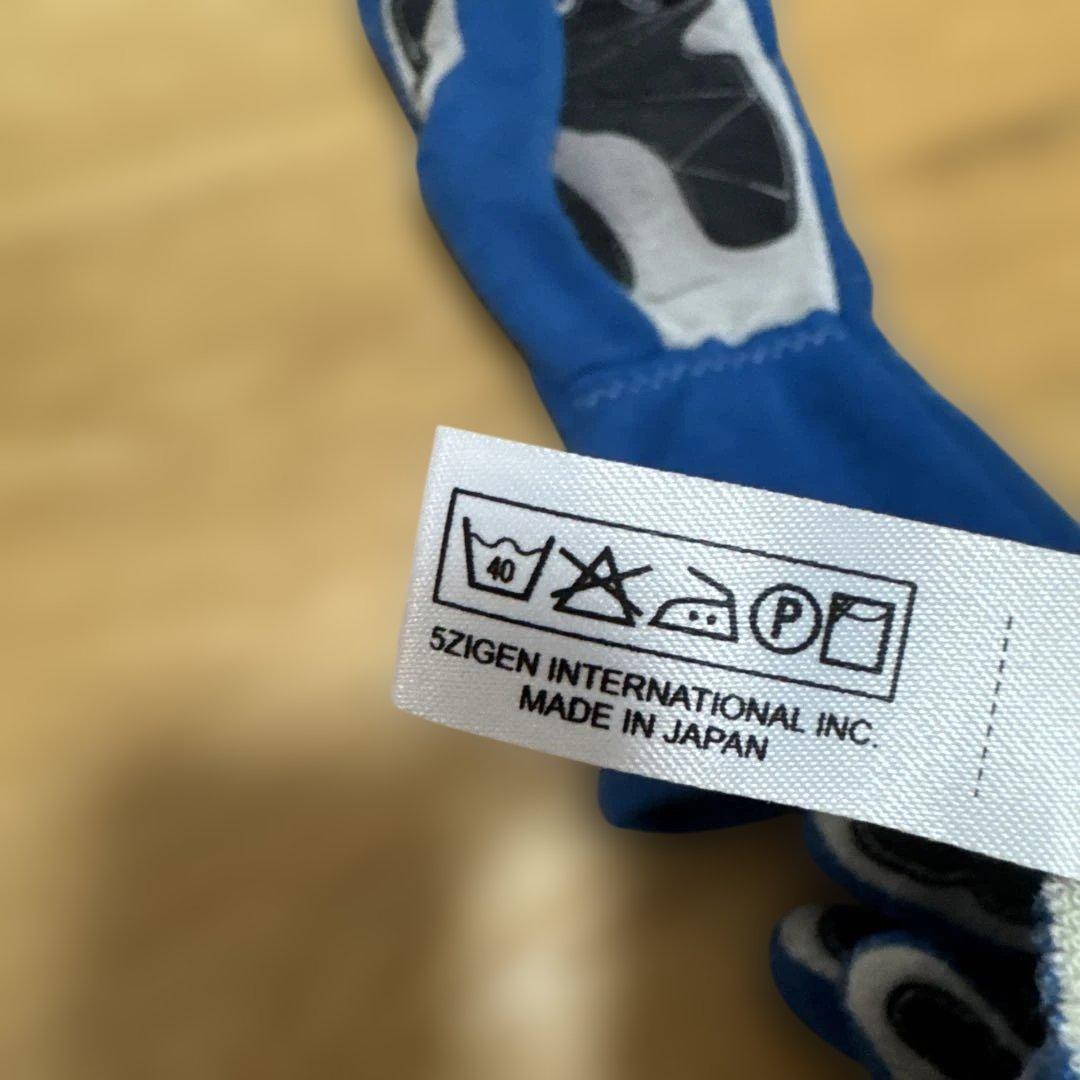 40
P
5ZIGEN INTERNATIONAL INC.
MADE IN JAPAN